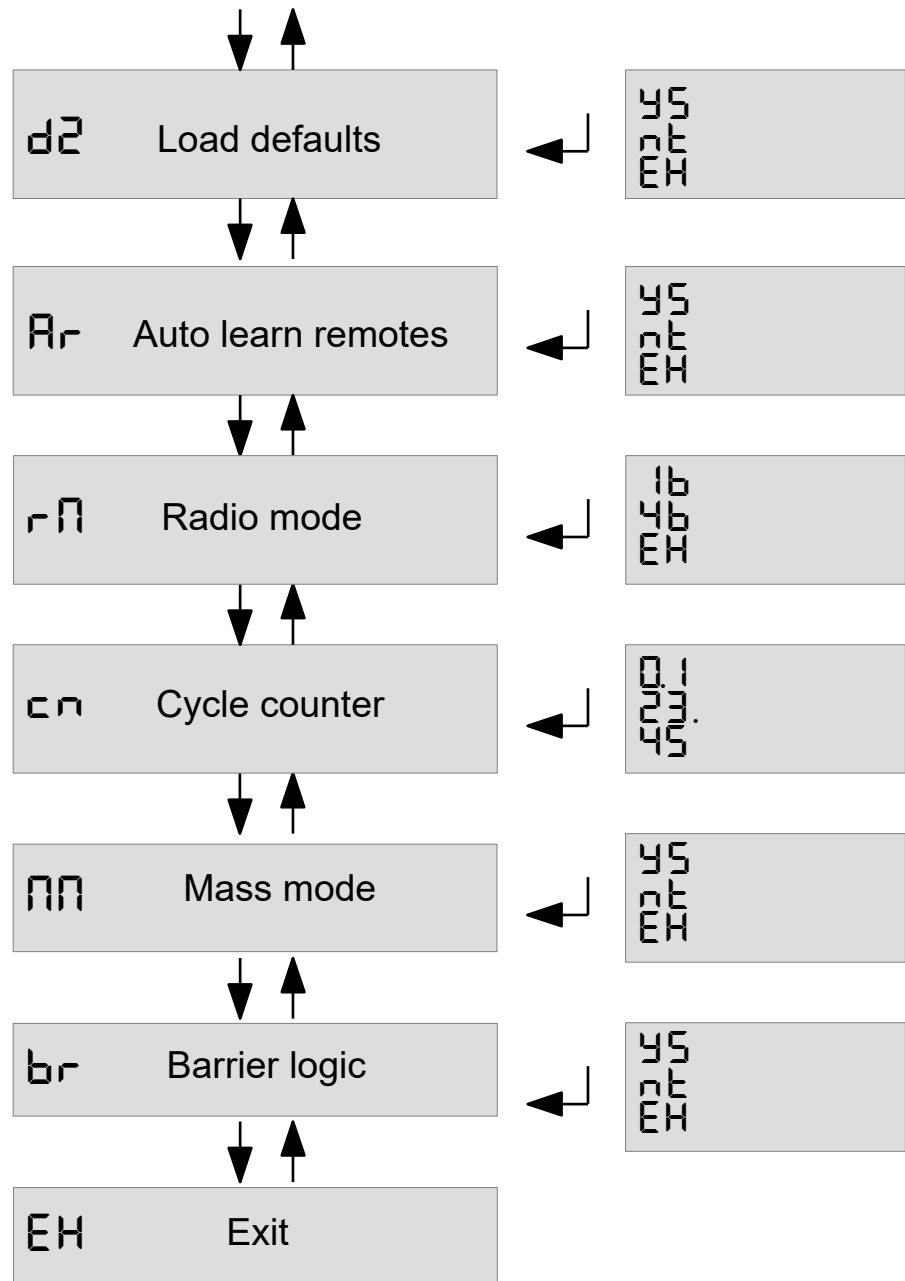 d2 Load defaults
YS
nt
EH
Ar Auto learn remotes
YS
nt
EH
rM Radio mode
1b
4b
EH
cn Cycle counter
0.1
23.
45
MM Mass mode
YS
nt
EH
br Barrier logic
YS
nt
EH
EH Exit